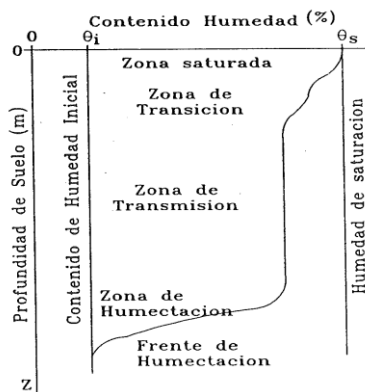 Contenido Humedad (%)
0 θi θs
0
Zona saturada
Zona de
Transicion
Zona de
Transmision
Zona de
Humectacion
Frente de
Humectacion
Z
Profundidad de Suelo (m)
Contenido de Humedad Inicial
Humedad de saturacion